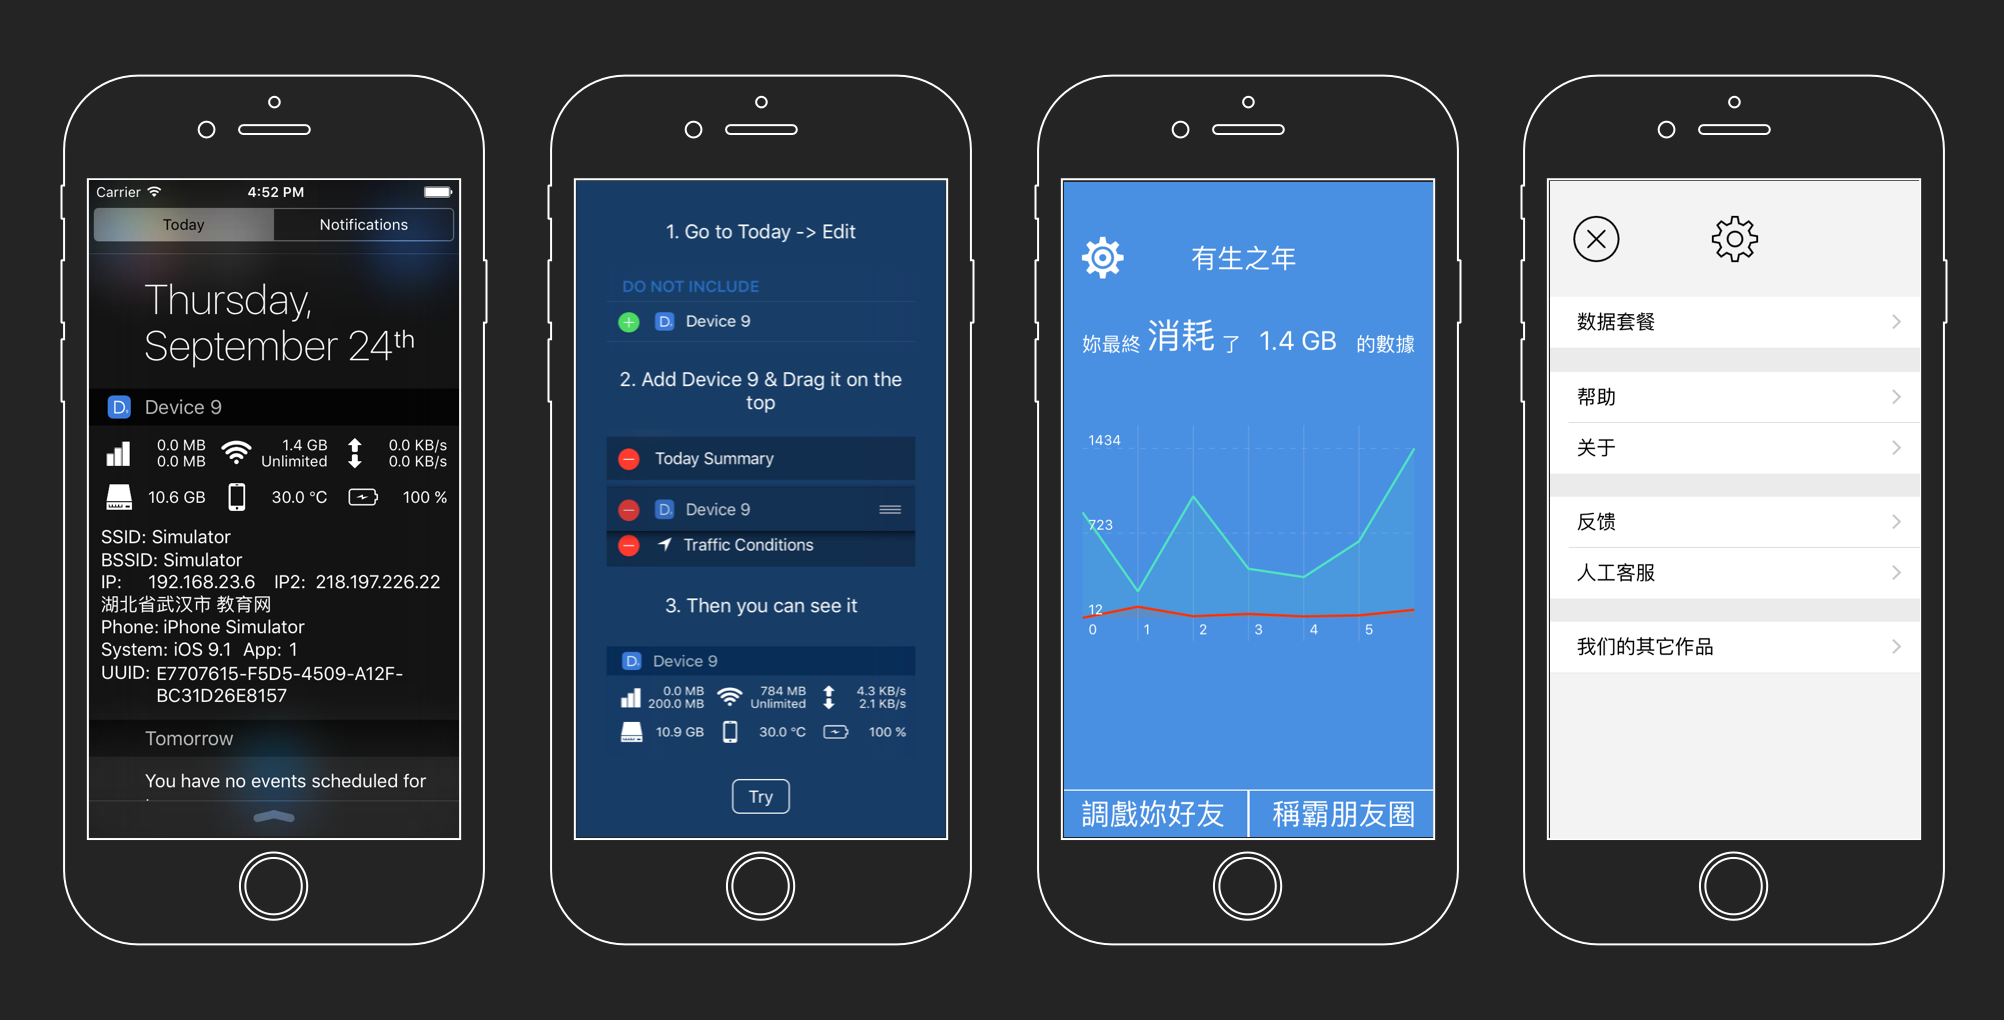 Carrier 4:52 PM
Today Notifications
Thursday,
September 24th
D. Device 9
0.0 MB 1.4 GB 0.0 KB/s
0.0 MB Unlimited 0.0 KB/s
10.6 GB 30.0 °C 100 %
SSID: Simulator
BSSID: Simulator
IP: 192.168.23.6 IP2: 218.197.226.22
湖北省武汉市 教育网
Phone: iPhone Simulator
System: iOS 9.1 App: 1
UUID: E7707615-F5D5-4509-A12F-
BC31D26E8157
Tomorrow
You have no events scheduled for
1. Go to Today -> Edit
DO NOT INCLUDE
D. Device 9
2. Add Device 9 & Drag it on the
top
Today Summary
D. Device 9
Traffic Conditions
3. Then you can see it
D. Device 9
0.0 MB 784 MB 4.3 KB/s
200.0 MB Unlimited 2.1 KB/s
10.9 GB 30.0 °C 100 %
Try
有生之年
妳最終 消耗 了 1.4 GB 的數據
1434
723
12
0 1 2 3 4 5
調戲妳好友 稱霸朋友圈
数据套餐
帮助
关于
反馈
人工客服
我们的其它作品